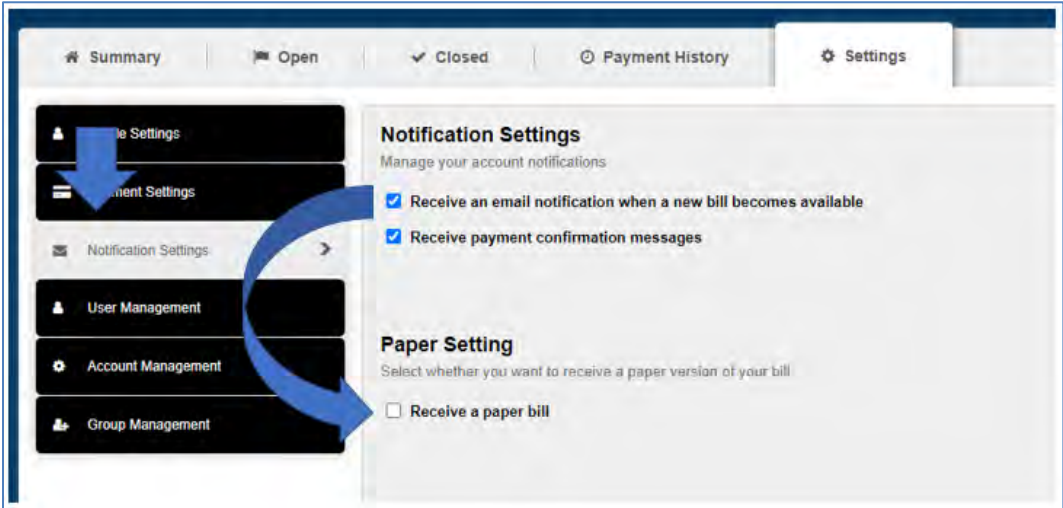 Summary
Open
Closed
Payment History
Settings
Settings
Settings
Notification Settings
User Management
Account Management
Group Management
Notification Settings
Manage your account notifications
Receive an email notification when a new bill becomes available
Receive payment confirmation messages
Paper Setting
Select whether you want to receive a paper version of your bill
Receive a paper bill